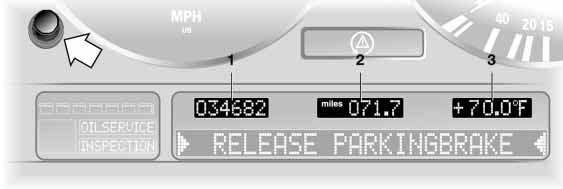 MPH
us
40 20 15
1 2 3
034682 miles 071.7 +70.0°F
OILSERVICE
INSPECTION
RELEASE PARKINGBRAKE